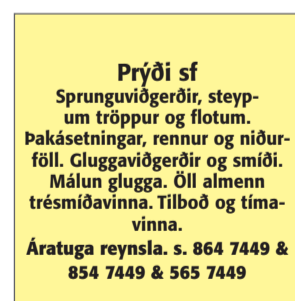 Prýði sf
Sprunguviðgerðir, steyp-
um tröppur og flotum.
Þakásetningar, rennur og niður-
föll. Gluggaviðgerðir og smíði.
Málun glugga. Öll almenn
trésmíðavinna. Tilboð og tíma-
vinna.
Áratuga reynsla. s. 864 7449 &
854 7449 & 565 7449